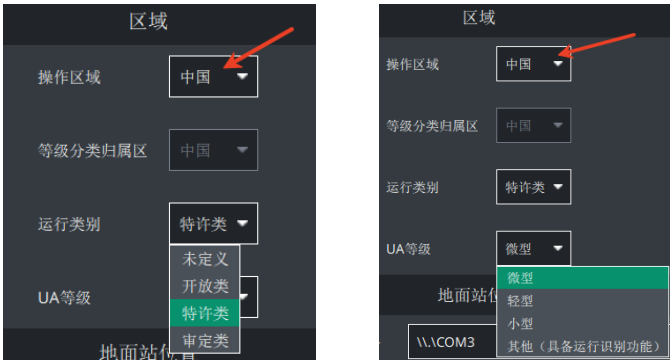 区域
操作区域 中国
等级分类归属区 中国
运行类别 特许类
未定义
开放类
UA等级
特许类
审定类
地面站位置
区域
操作区域 中国
等级分类归属区 中国
运行类别 特许类
UA等级 微型
微型
地面站位
轻型
小型
\\.\COM3
其他（具备运行识别功能）